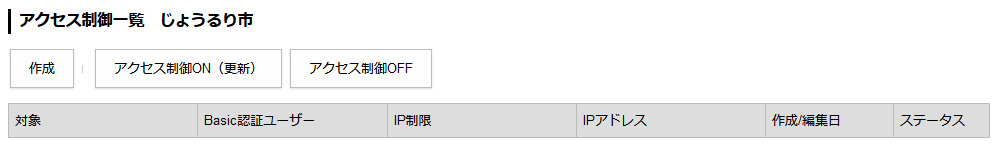 アクセス制御一覧　じょうるり市
作成 アクセス制御ON（更新） アクセス制御OFF
対象 Basic認証ユーザー IP制限 IPアドレス 作成/編集日 ステータス